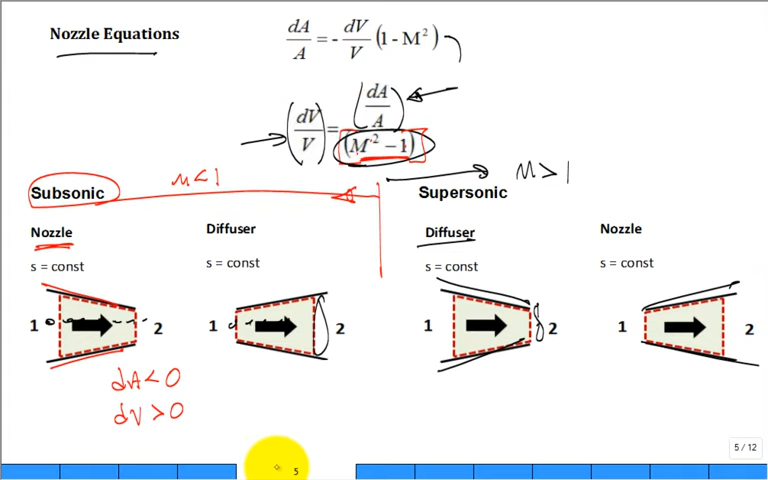 Nozzle Equations
dA/A = - dV/V (1 - M²)
(dV/V) = (dA/A)/(M² - 1)
M < 1
M > 1
Subsonic
Supersonic
Nozzle
Diffuser
Diffuser
Nozzle
s = const
s = const
s = const
s = const
1 2
1 2
1 2
1 2
dA < 0
dV > 0
5 / 12
5